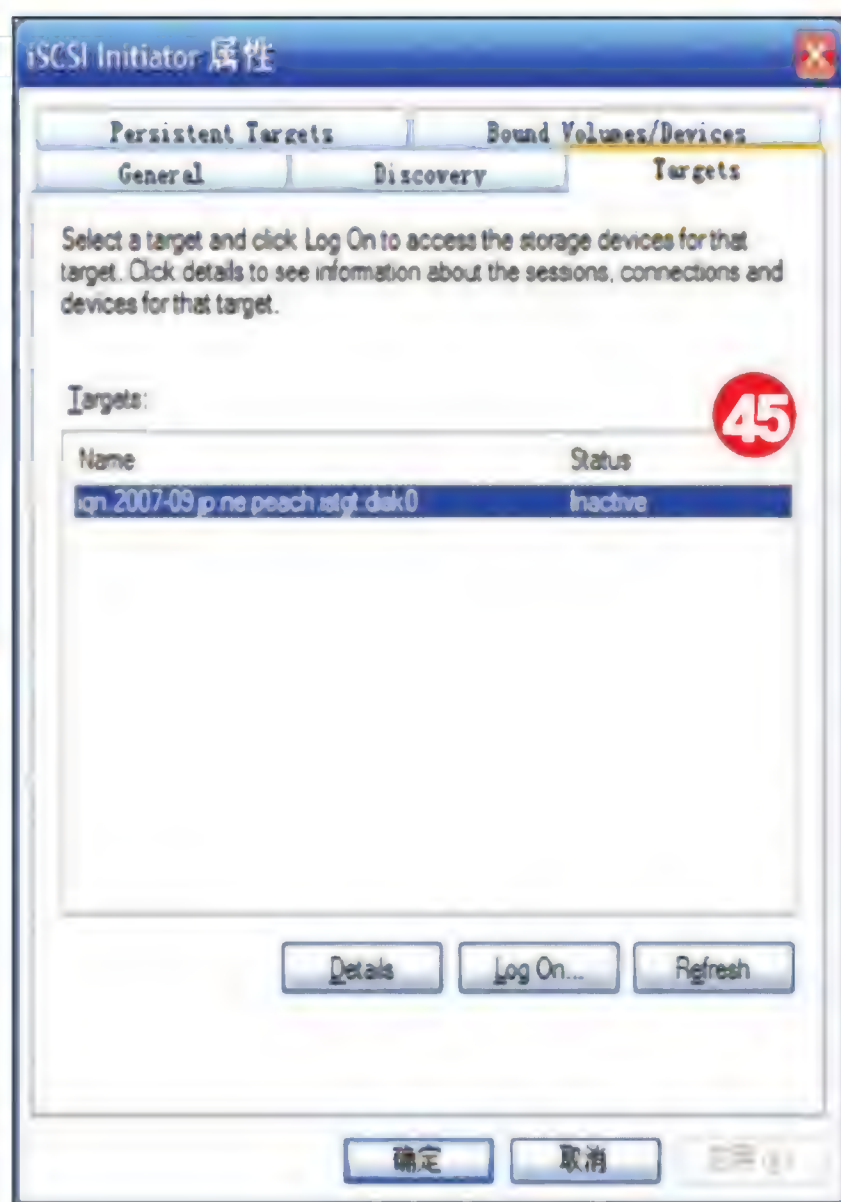 iSCSI Initiator 属性
Persistent Targets
Bound Volumes/Devices
General
Discovery
Targets
Select a target and click Log On to access the storage devices for that
target. Click details to see information about the sessions, connections and
devices for that target.
Targets:
45
Name
Status
iqn.2007-09.jp.ne.peach.istgt:disk0
Inactive
Details
Log On...
Refresh
确定
取消